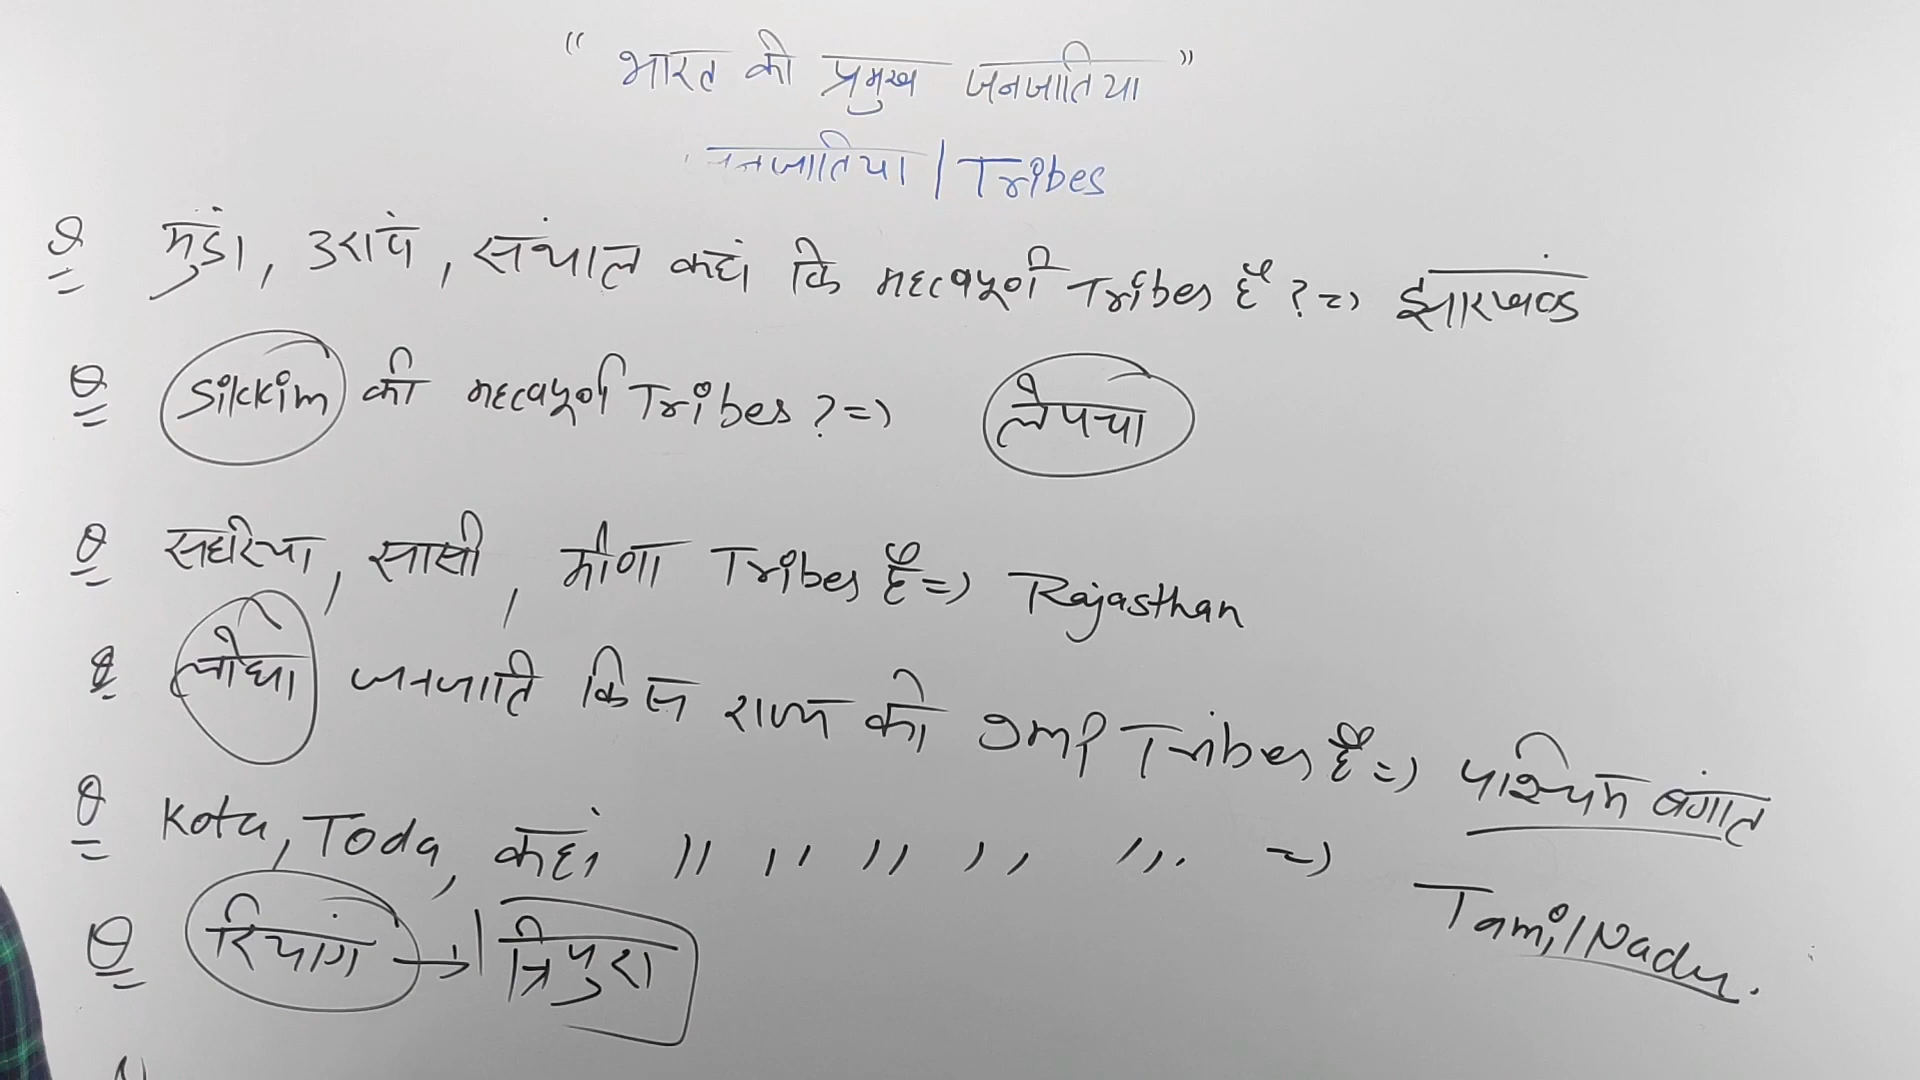 " भारत की प्रमुख जनजातिया "
जनजातिया | Tribes
Q मुंडा, उरांव, संथाल कहां कि महत्वपूर्ण Tribes हैं ? => झारखंड
Q Sikkim की महत्वपूर्ण Tribes ? => लेपचा
Q सहरिया, सासी, मीणा Tribes हैं => Rajasthan
Q लोधा जनजाति किस राज्य की Imp Tribes हैं => पश्चिम बंगाल
Q Kota, Toda, कहां " " " " " => Tamil Nadu.
Q रियांग → त्रिपुरा